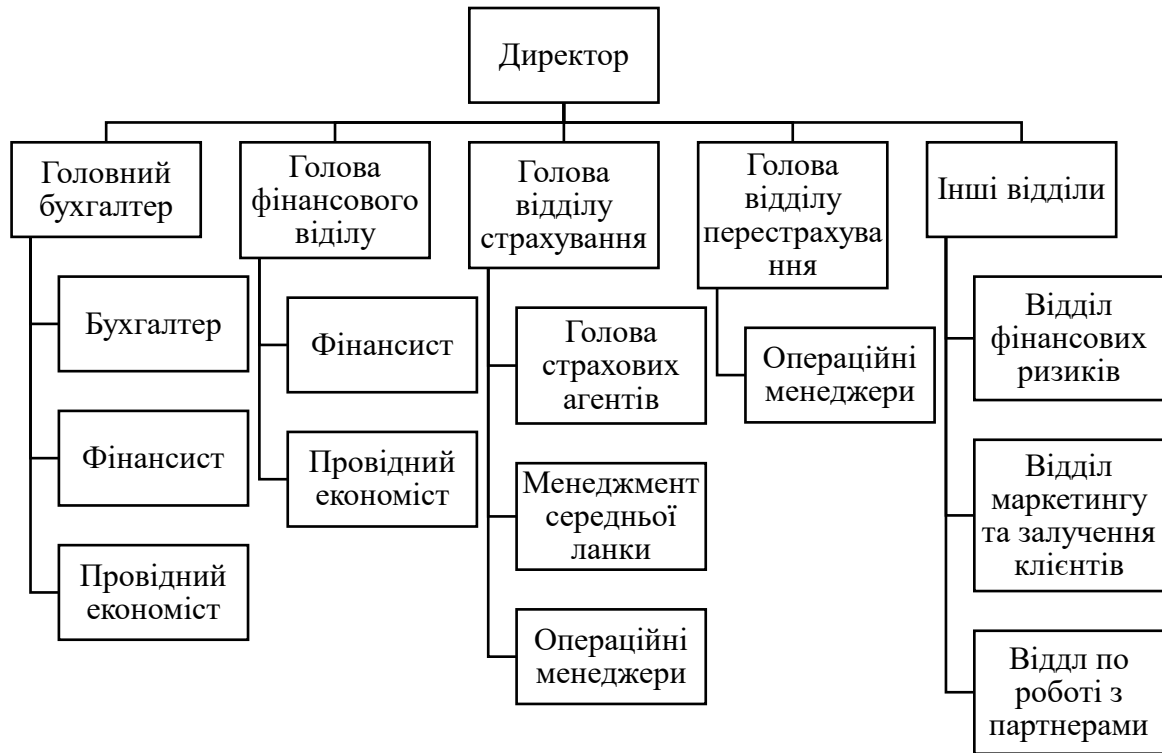 Директор
Головний
бухгалтер
Бухгалтер
Фінансист
Провідний
економіст
Голова
фінансового
віділу
Фінансист
Провідний
економіст
Голова
відділу
страхування
Голова
страхових
агентів
Менеджмент
середньої
ланки
Операційні
менеджери
Голова
відділу
перестрахува
ння
Операційні
менеджери
Інші відділи
Відділ
фінансових
ризиків
Відділ
маркетингу
та залучення
клієнтів
Віддл по
роботі з
партнерами